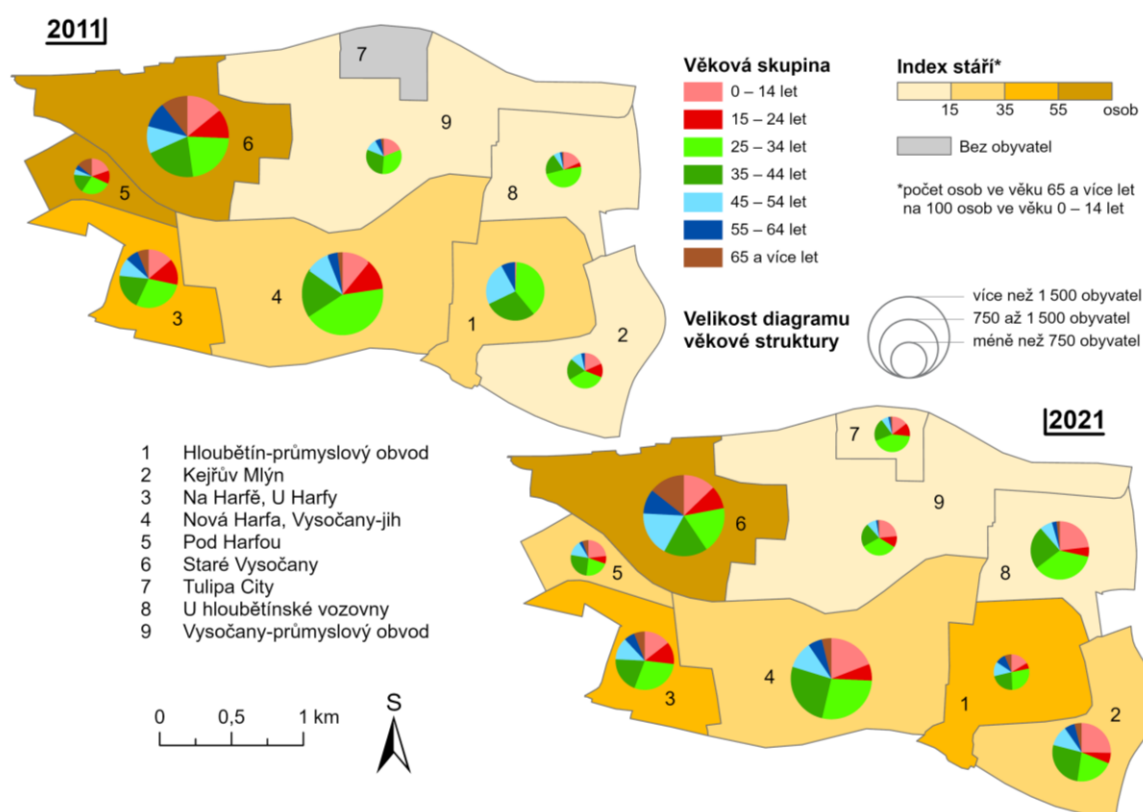 2011
7
6
9
5
8
4
3
1
2
Věková skupina
0 – 14 let
15 – 24 let
25 – 34 let
35 – 44 let
45 – 54 let
55 – 64 let
65 a více let
Index stáří*
15 35 55 osob
Bez obyvatel
*počet osob ve věku 65 a více let
na 100 osob ve věku 0 – 14 let
Velikost diagramu
věkové struktury
více než 1 500 obyvatel
750 až 1 500 obyvatel
méně než 750 obyvatel
1 Hloubětín-průmyslový obvod
2 Kejřův Mlýn
3 Na Harfě, U Harfy
4 Nová Harfa, Vysočany-jih
5 Pod Harfou
6 Staré Vysočany
7 Tulipa City
8 U hloubětínské vozovny
9 Vysočany-průmyslový obvod
0 0,5 1 km
S
2021
7
9
6
5
8
4
3
1
2